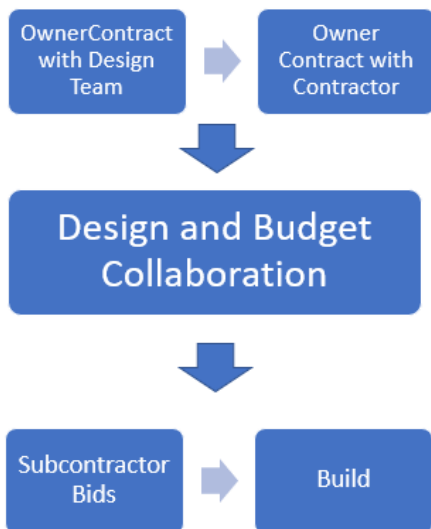 OwnerContract
with Design
Team
Owner
Contract with
Contractor
Design and Budget
Collaboration
Subcontractor
Bids
Build